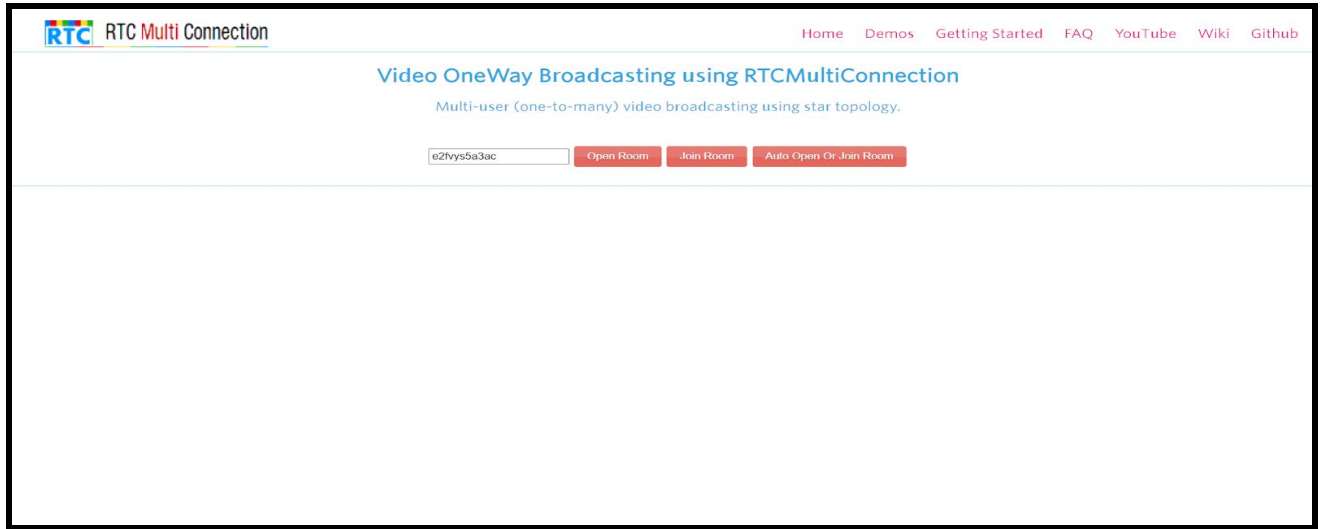 RTC RTC Multi Connection
Home Demos Getting Started FAQ YouTube Wiki Github
Video OneWay Broadcasting using RTCMultiConnection
Multi-user (one-to-many) video broadcasting using star topology.
e2fvys5a3ac Open Room Join Room Auto Open Or Join Room